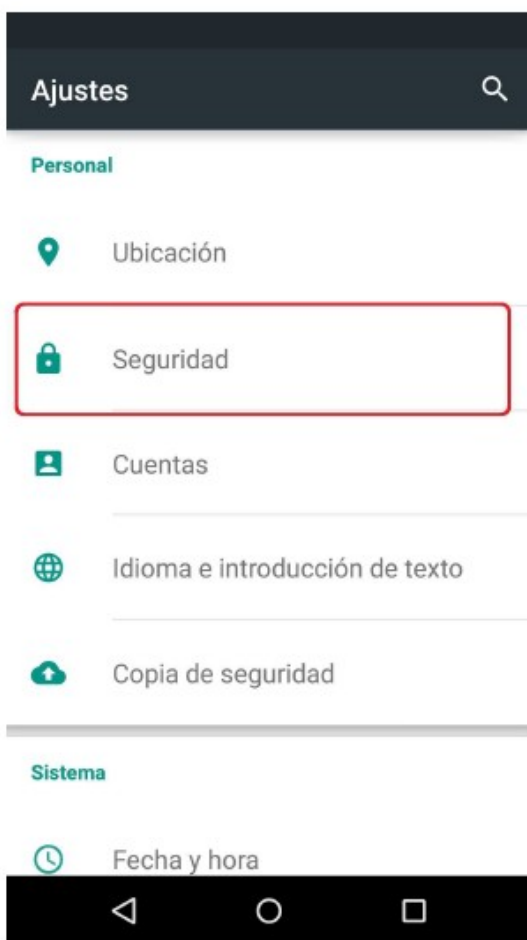 Ajustes
Personal
Ubicación
Seguridad
Cuentas
Idioma e introducción de texto
Copia de seguridad
Sistema
Fecha y hora